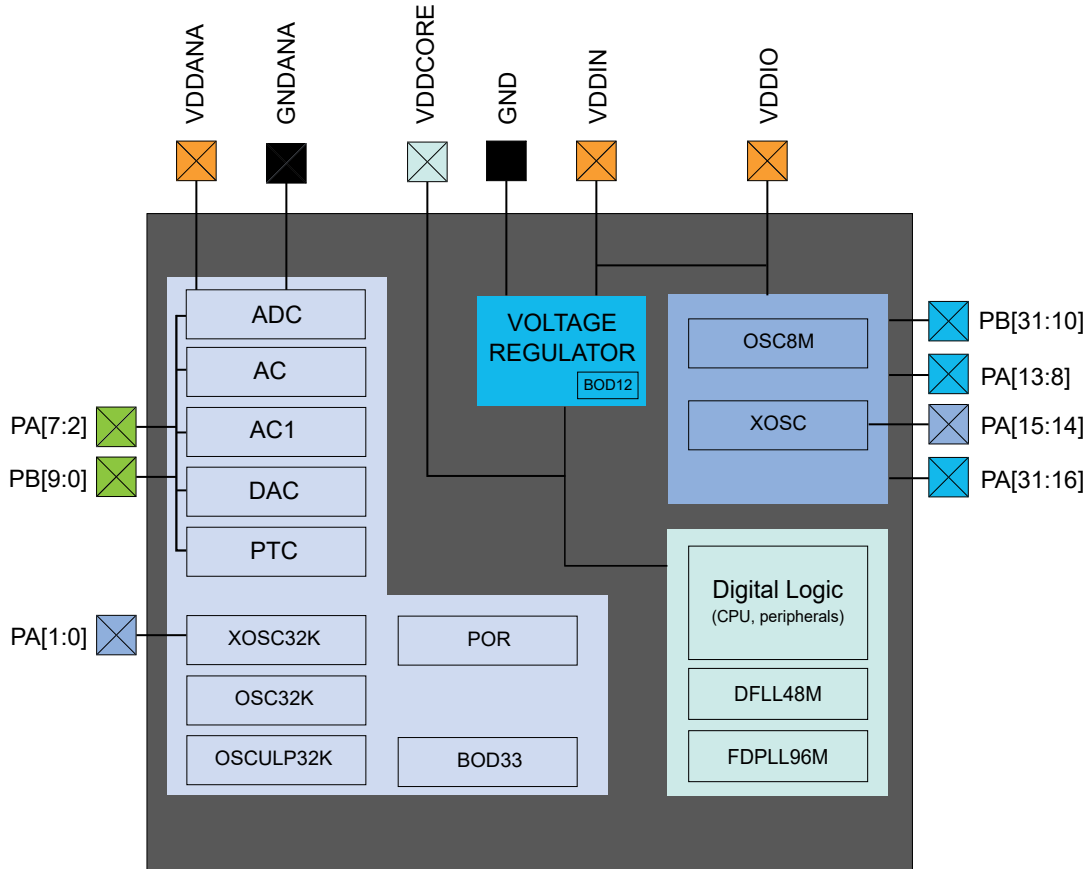 VDDANA
GNDANA
VDDCORE
GND
VDDIN
VDDIO
ADC
AC
AC1
DAC
PTC
PA[7:2]
PB[9:0]
PA[1:0]
XOSC32K
OSC32K
OSCULP32K
POR
BOD33
VOLTAGE
REGULATOR
BOD12
OSC8M
XOSC
PB[31:10]
PA[13:8]
PA[15:14]
PA[31:16]
Digital Logic
(CPU, peripherals)
DFLL48M
FDPLL96M